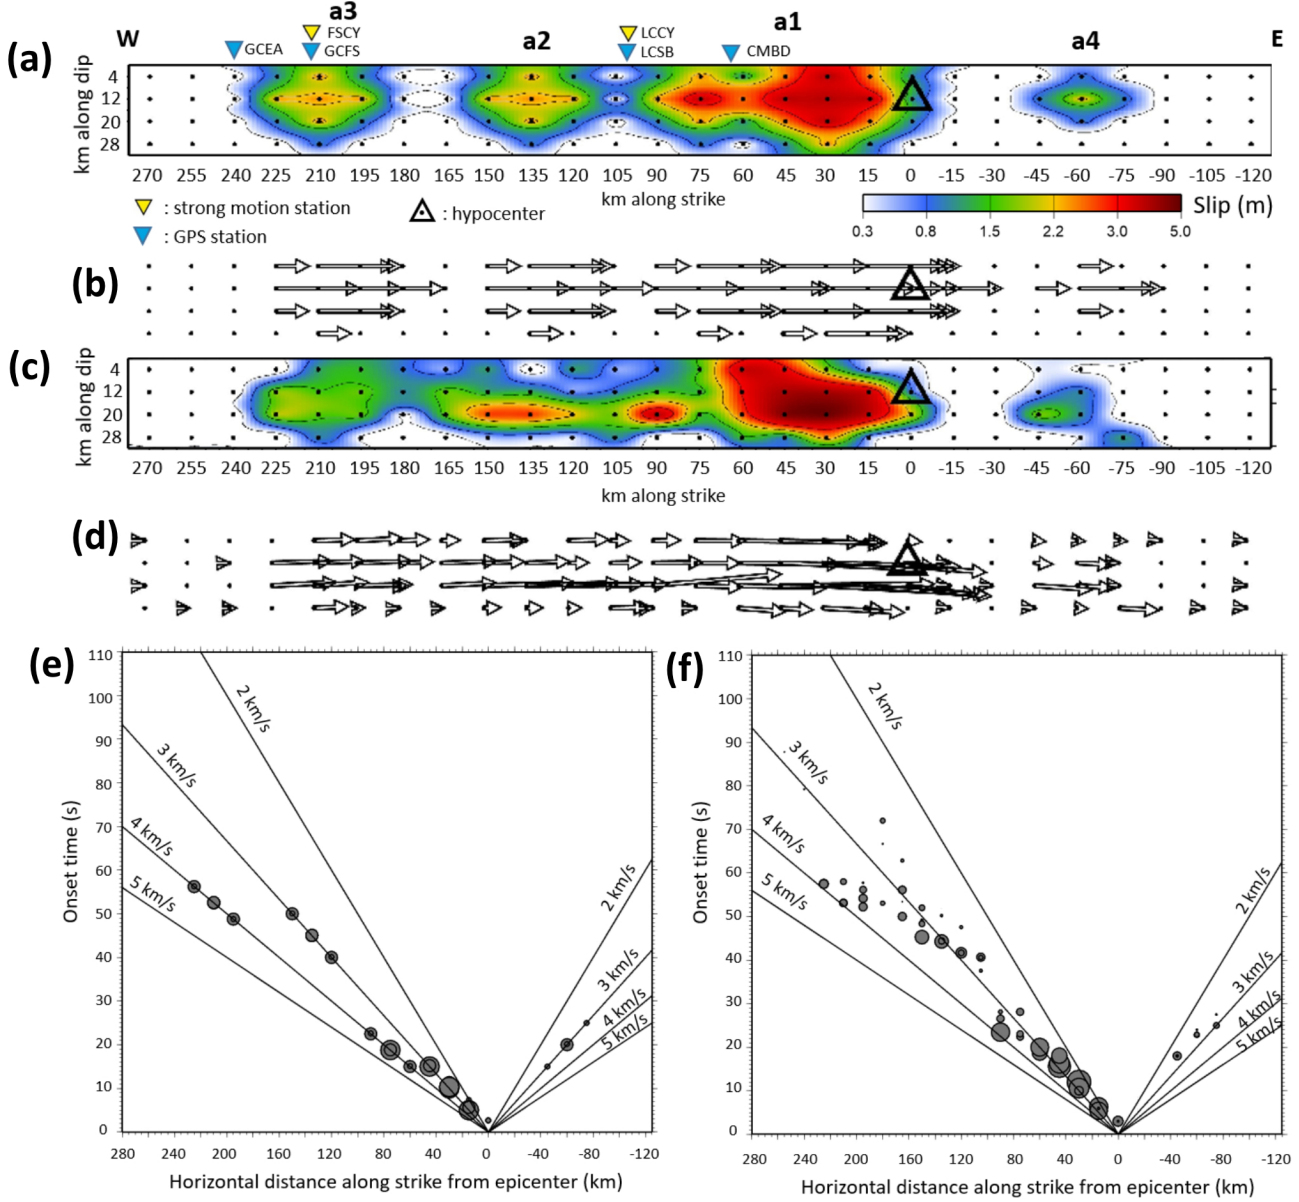 (a)
W
a3
a2
a1
a4
E
GCEA
FSCY
GCFS
LCCY
LCSB
CMBD
km along dip
4
12
20
28
270 255 240 210 210 195 180 165 150 135 120 105 90 75 60 45 30 15 0 -15 -30 -45 -60 -75 -90 -105 -120
km along strike
: strong motion station
: GPS station
: hypocenter
Slip (m)
0.3 0.8 1.5 2.2 3.0 5.0
(b)
(c)
km along dip
4
12
20
28
270 255 240 225 210 195 180 165 150 135 120 105 90 75 60 45 30 15 0 -15 -30 -45 -60 -75 -90 -105 -120
km along strike
(d)
(e)
Onset time (s)
110
100
90
80
70
60
50
40
30
20
10
0
2 km/s
3 km/s
4 km/s
5 km/s
2 km/s
3 km/s
4 km/s
5 km/s
280 240 200 160 120 80 40 0 -40 -80 -120
Horizontal distance along strike from epicenter (km)
(f)
Onset time (s)
110
100
90
80
70
60
50
40
30
20
10
0
2 km/s
3 km/s
4 km/s
5 km/s
2 km/s
3 km/s
4 km/s
5 km/s
280 240 200 160 120 80 40 0 -40 -80 -120
Horizontal distance along strike from epicenter (km)